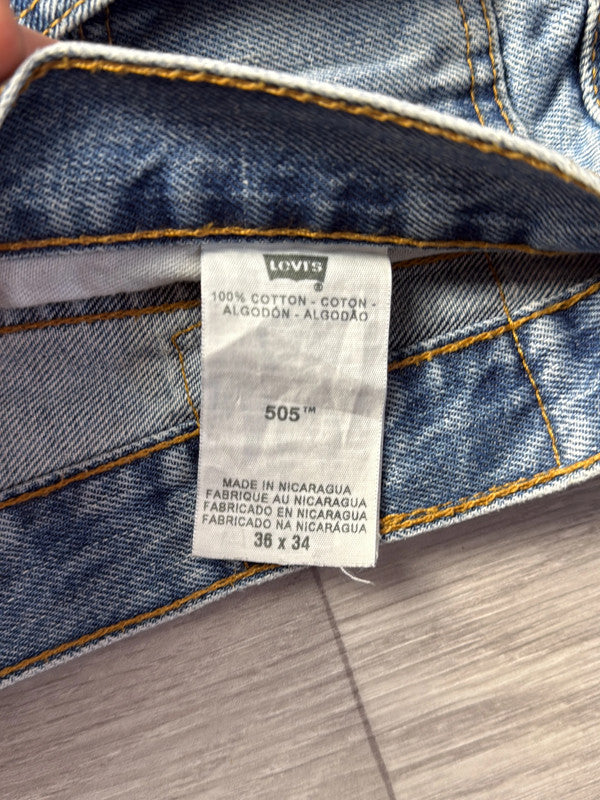 LEVI'S
®
100% COTTON - COTON -
ALGODÓN - ALGODÃO
505™
MADE IN NICARAGUA
FABRIQUE AU NICARAGUA
FABRICADO EN NICARAGUA
FABRICADO NA NICARÁGUA
36 x 34